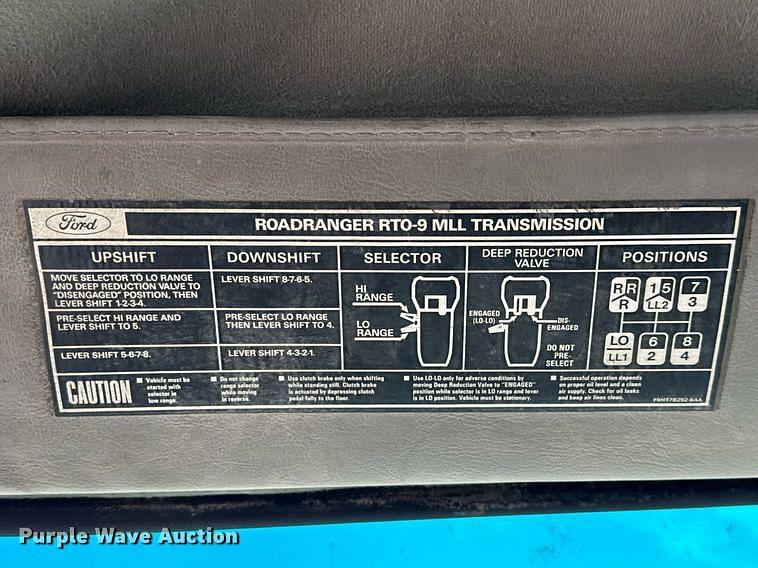 Ford
ROADRANGER RTO-9 MLL TRANSMISSION
UPSHIFT
MOVE SELECTOR TO LO RANGE
AND DEEP REDUCTION VALVE TO
"DISENGAGED" POSITION, THEN
LEVER SHIFT 1-2-3-4.
PRE-SELECT HI RANGE AND
LEVER SHIFT TO 5.
LEVER SHIFT 5-6-7-8.
DOWNSHIFT
LEVER SHIFT 8-7-6-5.
PRE-SELECT LO RANGE
THEN LEVER SHIFT TO 4.
LEVER SHIFT 4-3-2-1.
SELECTOR
HI
RANGE
LO
RANGE
DEEP REDUCTION
VALVE
ENGAGED
(LO-LO)
DIS-
ENGAGED
DO NOT
PRE-
SELECT
POSITIONS
R R 1 5 7
R LL2 3
LO 6 8
LL1 2 4
CAUTION
■ Vehicle must be
started with
selector in
low range.
■ Do not change
range selector
while moving
in reverse.
■ Use clutch brake only when shifting
while standing still. Clutch brake
is actuated by depressing clutch
pedal fully to the floor.
■ Use LO-LO only for adverse conditions by
moving Deep Reduction Valve to "ENGAGED"
position while selector is in LO range and lever
is in LO position. Vehicle must be stationary.
■ Successful operation depends
on proper oil level and a clean
air supply. Check for oil leaks
and keep air lines clean.
F6HT-7B292-BAA
Purple Wave Auction